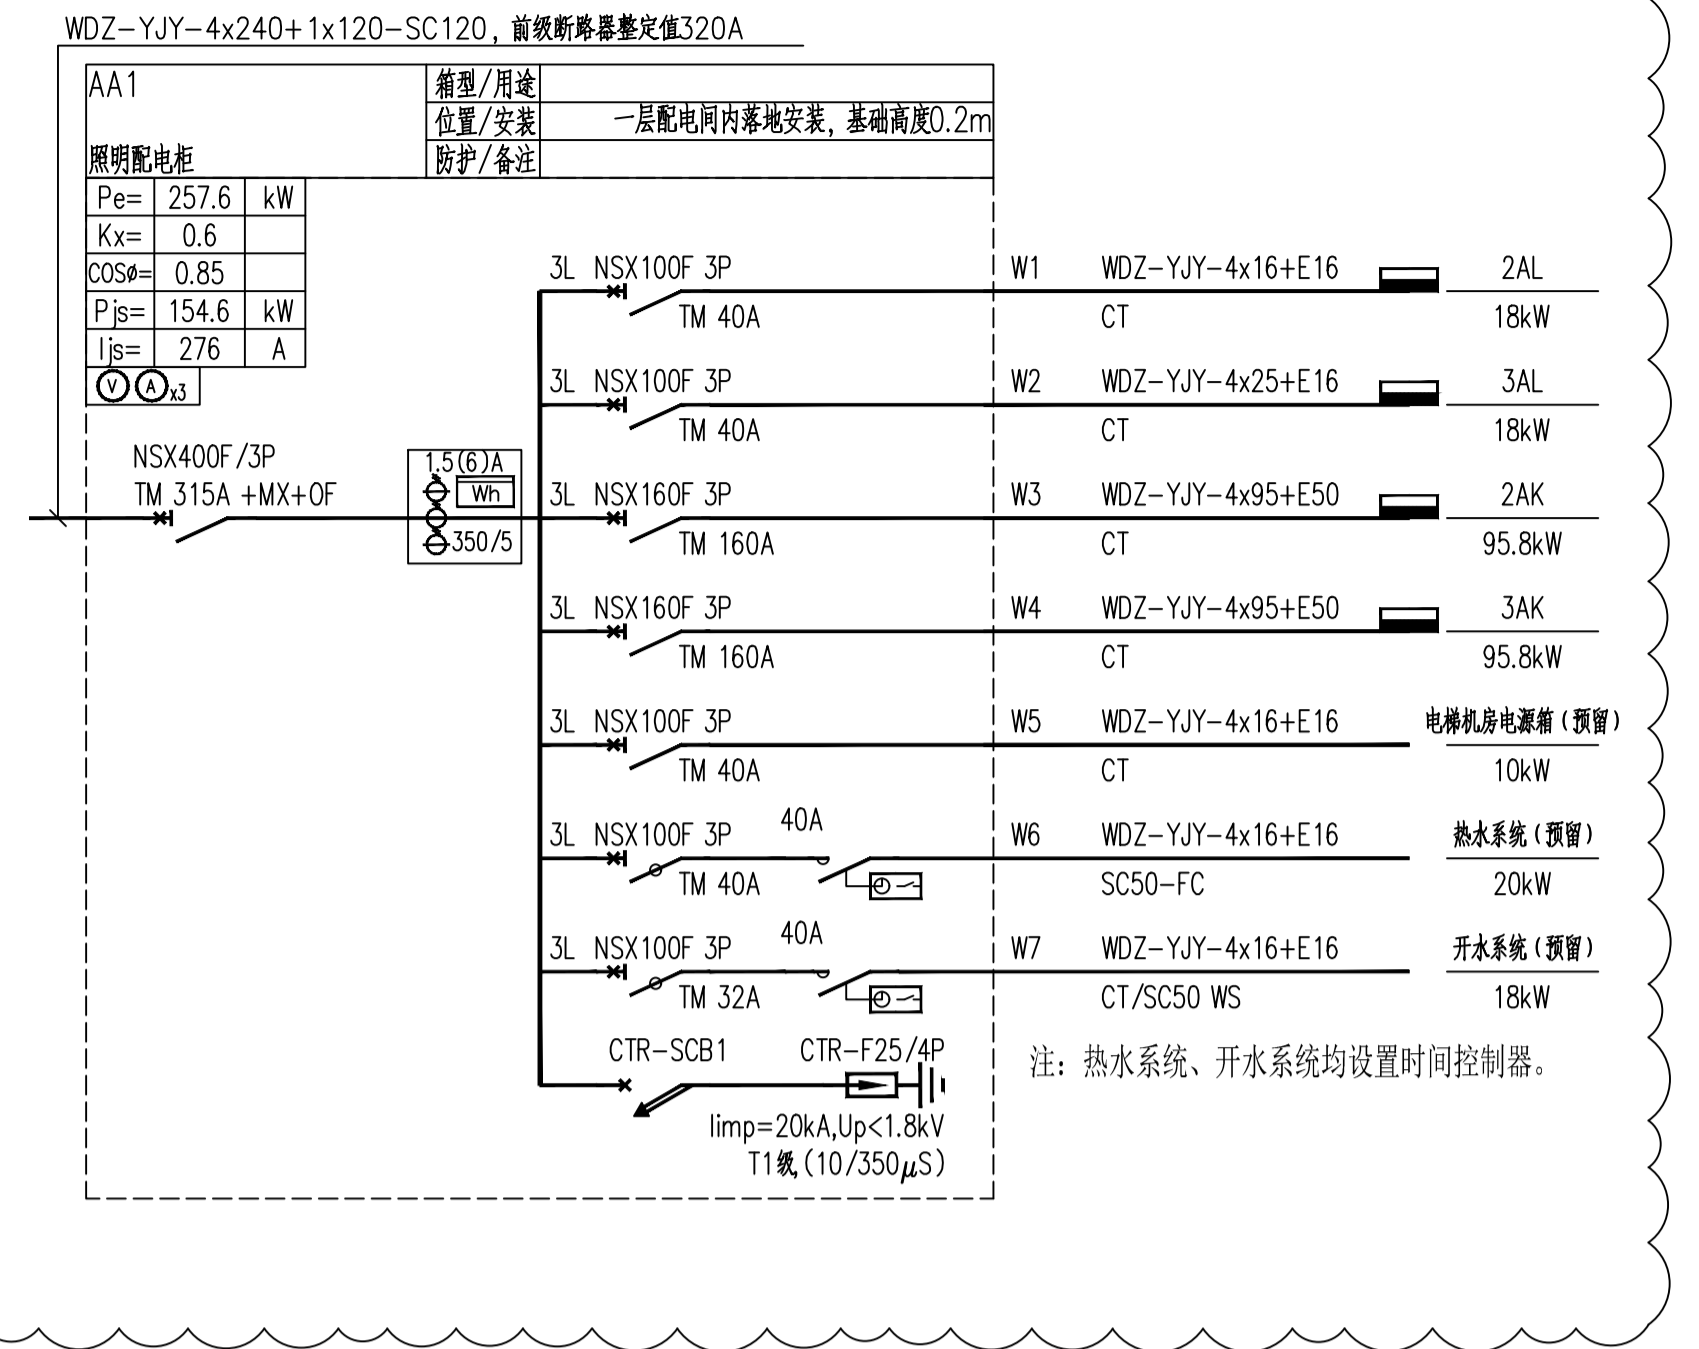 WDZ-YJY-4x240+1x120-SC120，前级断路器整定值320A
AA1
照明配电柜
箱型/用途
位置/安装 一层配电间内落地安装，基础高度0.2m
防护/备注
Pe= 257.6 kW
Kx= 0.6
COSø= 0.85
Pjs= 154.6 kW
Ijs= 276 A
V A x3
NSX400F/3P
TM 315A +MX+OF
1.5(6)A
Wh
350/5
3L NSX100F 3P W1 WDZ-YJY-4x16+E16 2AL
TM 40A CT 18kW
3L NSX100F 3P W2 WDZ-YJY-4x25+E16 3AL
TM 40A CT 18kW
3L NSX160F 3P W3 WDZ-YJY-4x95+E50 2AK
TM 160A CT 95.8kW
3L NSX160F 3P W4 WDZ-YJY-4x95+E50 3AK
TM 160A CT 95.8kW
3L NSX100F 3P W5 WDZ-YJY-4x16+E16 电梯机房电源箱（预留）
TM 40A CT 10kW
3L NSX100F 3P 40A W6 WDZ-YJY-4x16+E16 热水系统（预留）
TM 40A SC50-FC 20kW
3L NSX100F 3P 40A W7 WDZ-YJY-4x16+E16 开水系统（预留）
TM 32A CT/SC50 WS 18kW
CTR-SCB1 CTR-F25/4P
Iimp=20kA,Up<1.8kV
T1级,(10/350μS)
注：热水系统、开水系统均设置时间控制器。